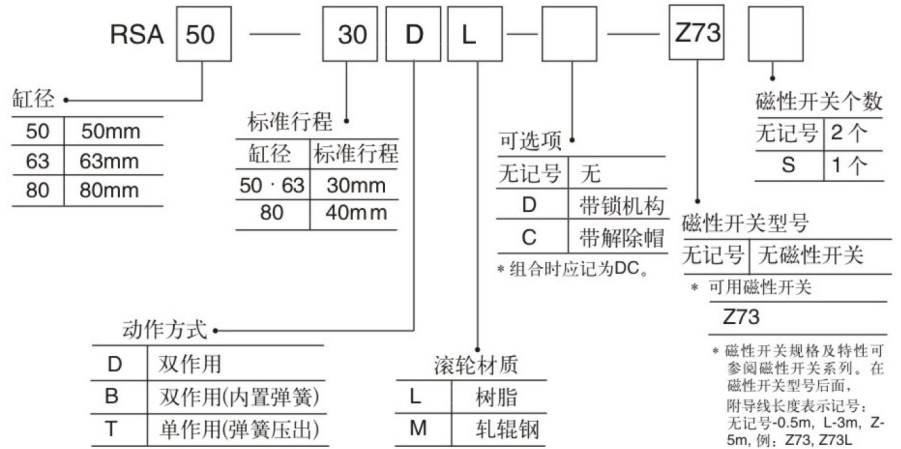 RSA 50 — 30 D L — — Z73
缸径
50 50mm
63 63mm
80 80mm
标准行程
缸径 标准行程
50 · 63 30mm
80 40mm
可选项
无记号 无
D 带锁机构
C 带解除帽
* 组合时应记为DC。
磁性开关个数
无记号 2 个
S 1 个
磁性开关型号
无记号 无磁性开关
* 可用磁性开关
Z73
* 磁性开关规格及特性可
参阅磁性开关系列。在
磁性开关型号后面，
附导线长度表示记号：
无记号-0.5m, L-3m, Z-
5m, 例：Z73, Z73L
动作方式
D 双作用
B 双作用(内置弹簧)
T 单作用(弹簧压出)
滚轮材质
L 树脂
M 轧辊钢